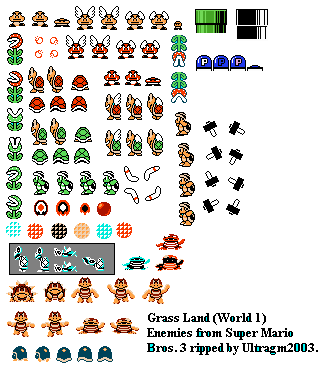 P P P
Grass Land (World 1)
Enemies from Super Mario
Bros. 3 ripped by Ultragm2003.